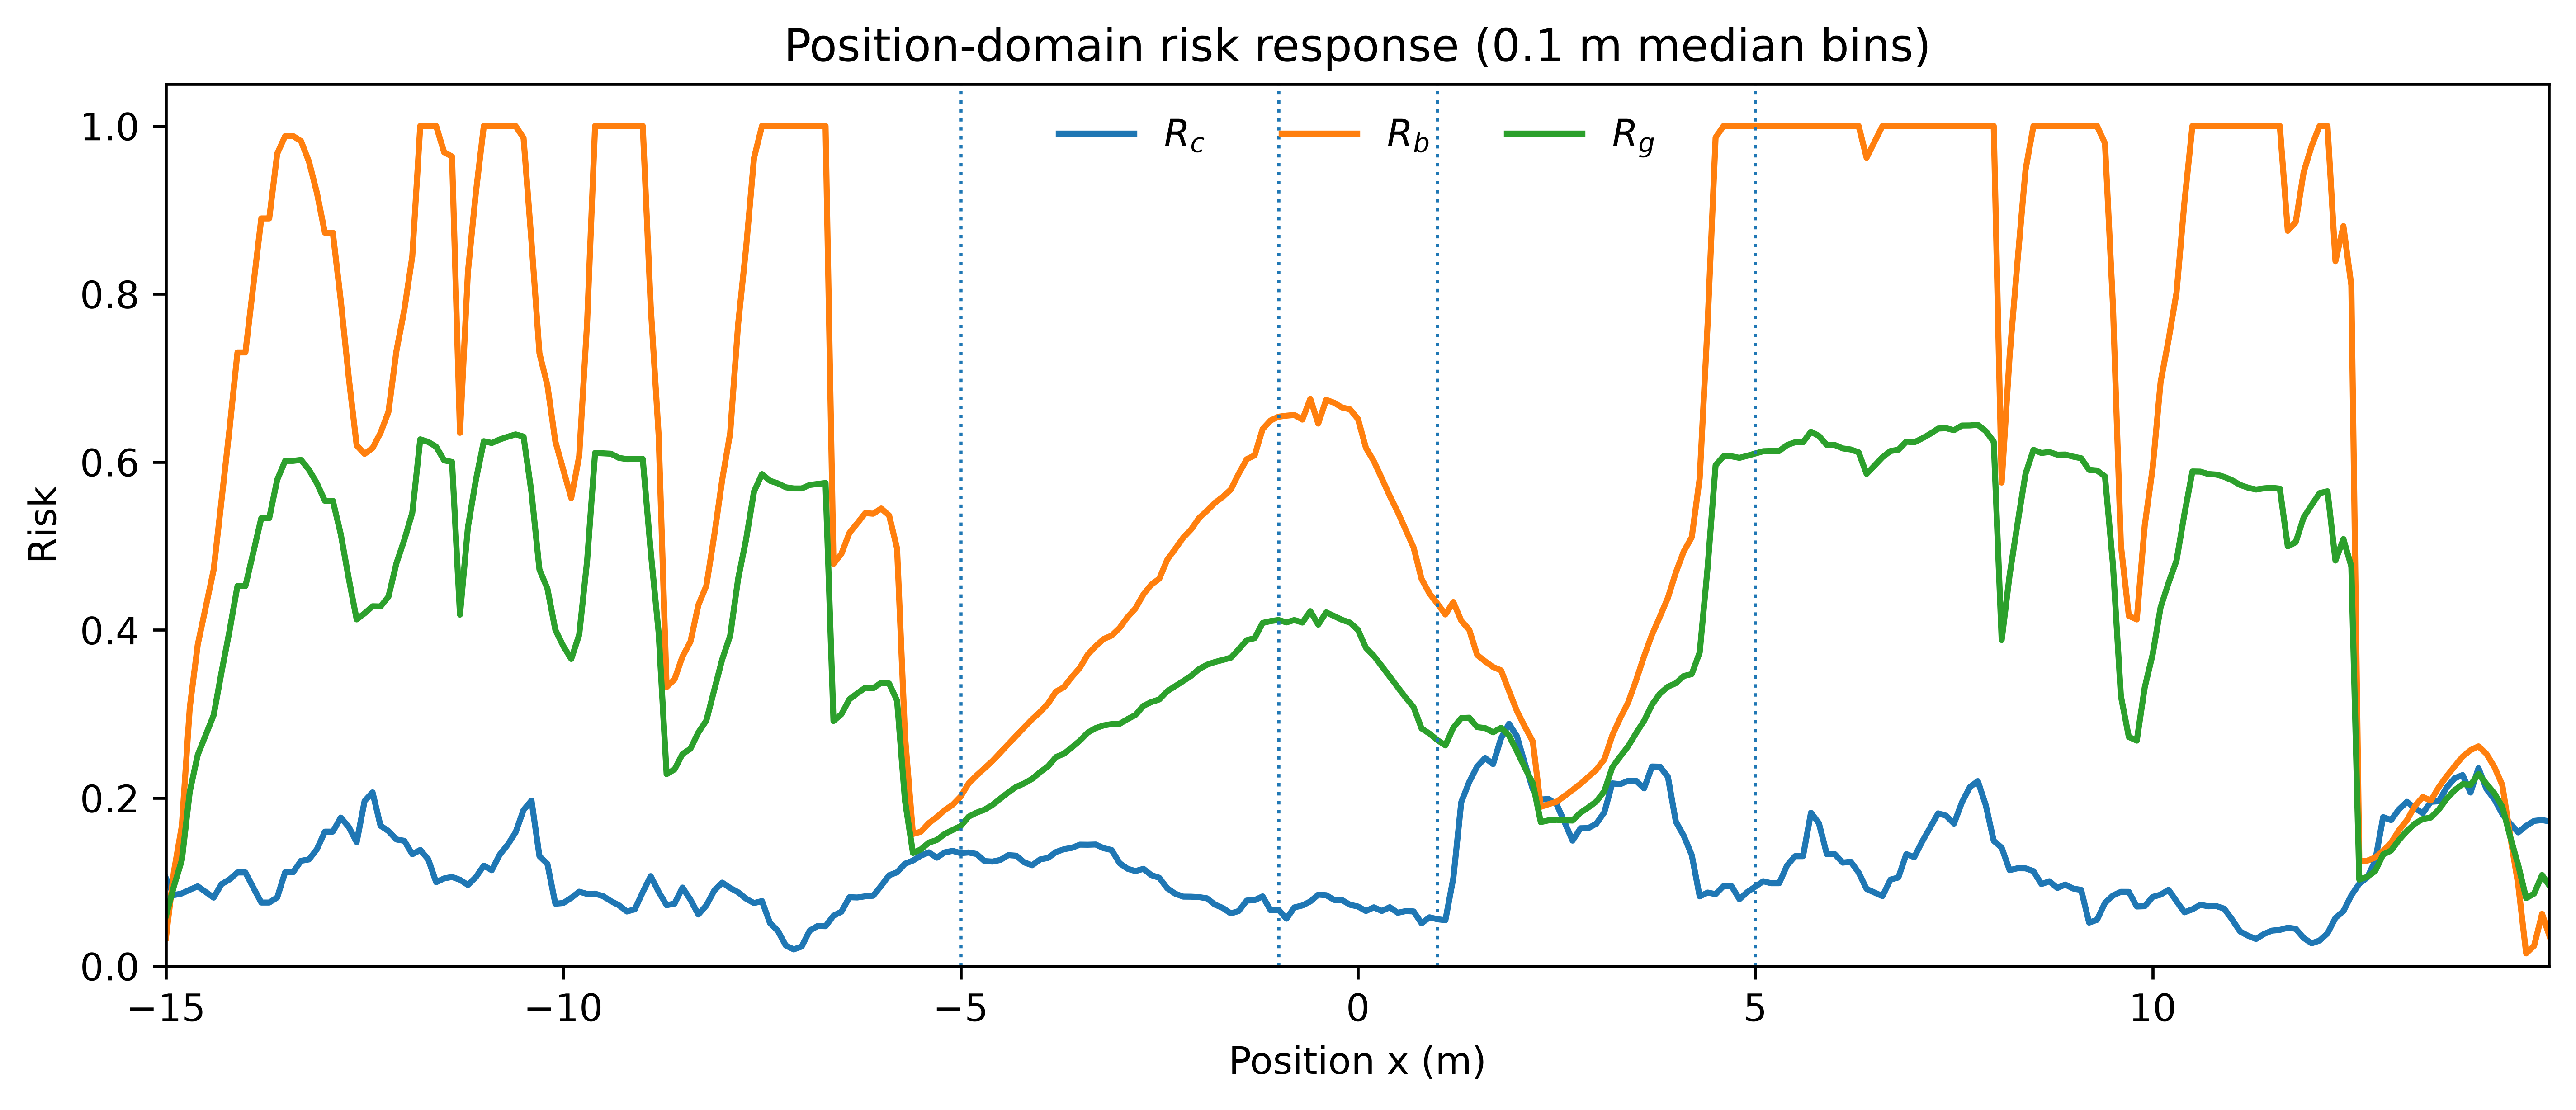 Position-domain risk response (0.1 m median bins)
R_c R_b R_g
1.0
0.8
0.6
0.4
0.2
0.0
Risk
−15 −10 −5 0 5 10
Position x (m)